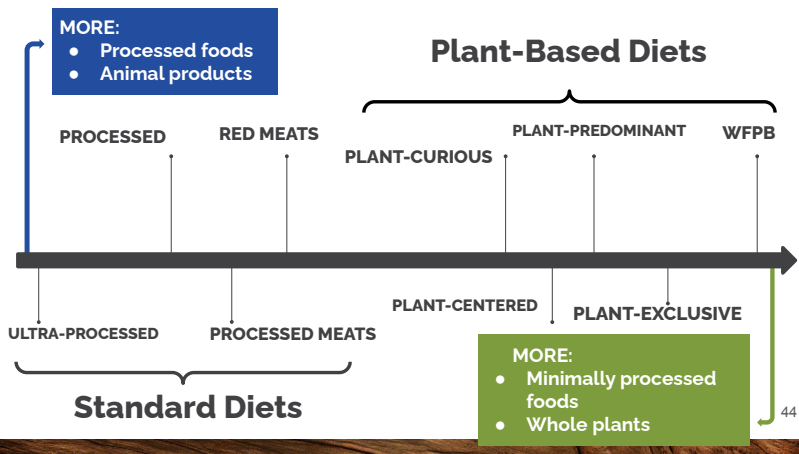 MORE:
● Processed foods
● Animal products
Plant-Based Diets
PROCESSED
RED MEATS
PLANT-CURIOUS
PLANT-PREDOMINANT
WFPB
ULTRA-PROCESSED
PROCESSED MEATS
PLANT-CENTERED
PLANT-EXCLUSIVE
Standard Diets
MORE:
● Minimally processed
foods
● Whole plants
44